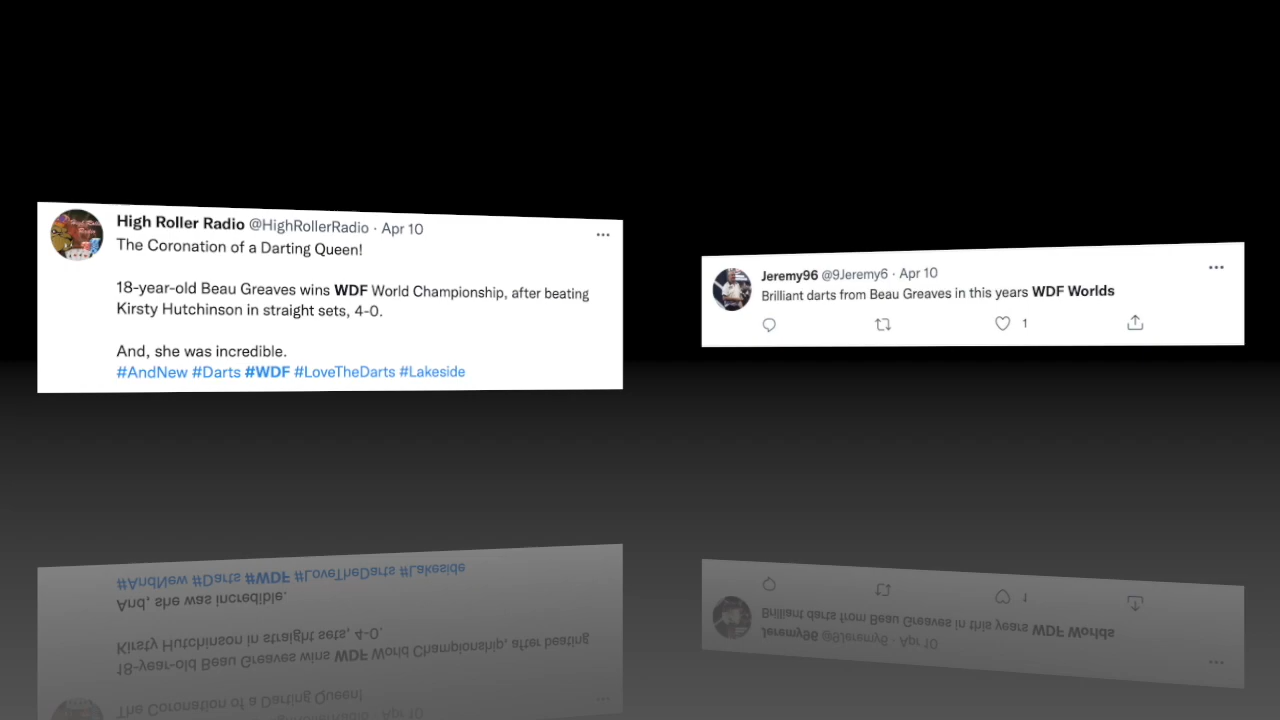 High Roller Radio @HighRollerRadio · Apr 10
The Coronation of a Darting Queen!
18-year-old Beau Greaves wins WDF World Championship, after beating
Kirsty Hutchinson in straight sets, 4-0.
And, she was incredible.
#AndNew #Darts #WDF #LoveTheDarts #Lakeside
Jeremy96 @9Jeremy6 · Apr 10
Brilliant darts from Beau Greaves in this years WDF Worlds
1